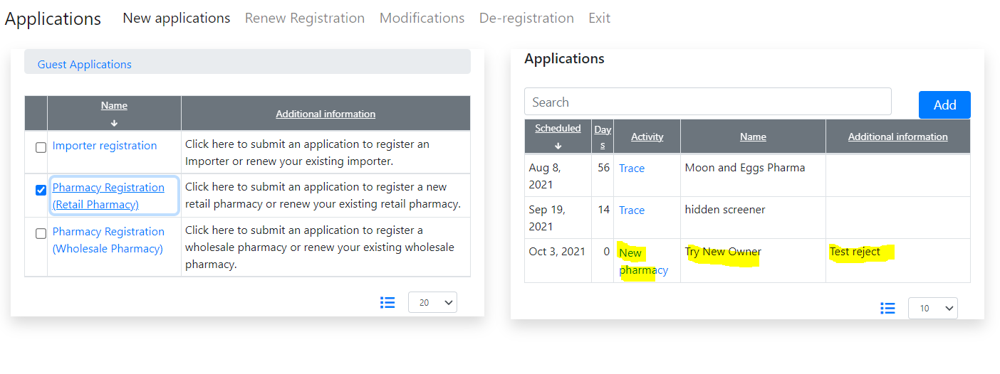 Applications New applications Renew Registration Modifications De-registration Exit
Guest Applications
Name Additional information
Importer registration
Click here to submit an application to register an
Importer or renew your existing importer.
Pharmacy Registration
(Retail Pharmacy)
Click here to submit an application to register a new
retail pharmacy or renew your existing retail pharmacy.
Pharmacy Registration
(Wholesale Pharmacy)
Click here to submit an application to register a
wholesale pharmacy or renew your existing wholesale
pharmacy.
20
Applications
Search Add
Scheduled Day
s Activity Name Additional information
Aug 8,
2021
56 Trace Moon and Eggs Pharma
Sep 19,
2021
14 Trace hidden screener
Oct 3, 2021 0 New
pharmacy
Try New Owner Test reject
10